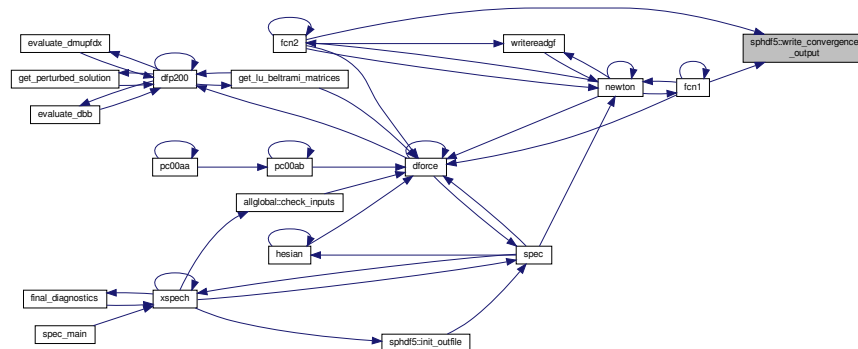 fcn2
writereadgf
sphdf5::write_convergence
_output
evaluate_dmupfdx
get_perturbed_solution
dfp200
get_lu_beltrami_matrices
newton
fcn1
evaluate_dbb
pc00aa
pc00ab
dforce
allglobal::check_inputs
hesian
spec
final_diagnostics
xspech
spec_main
sphdf5::init_outfile